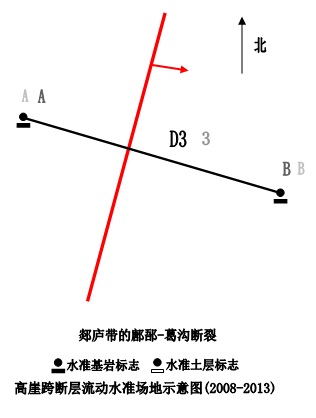 北
A A
D3 3
B B
郯庐带的鄌郚-葛沟断裂
水准基岩标志 水准土层标志
高崖跨断层流动水准场地示意图(2008-2013)